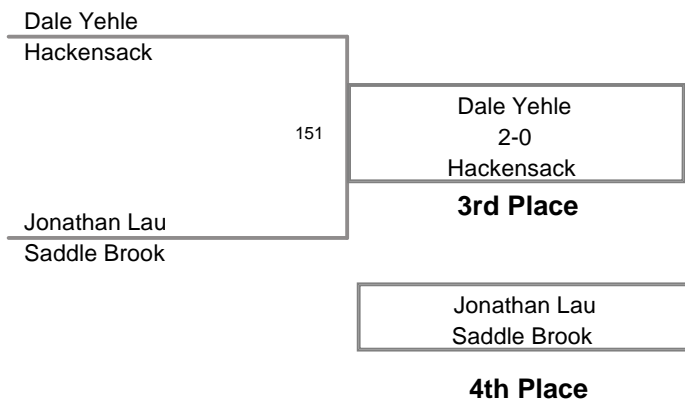 Dale Yehle
Hackensack
151
Dale Yehle
2-0
Hackensack
3rd Place
Jonathan Lau
Saddle Brook
Jonathan Lau
Saddle Brook
4th Place